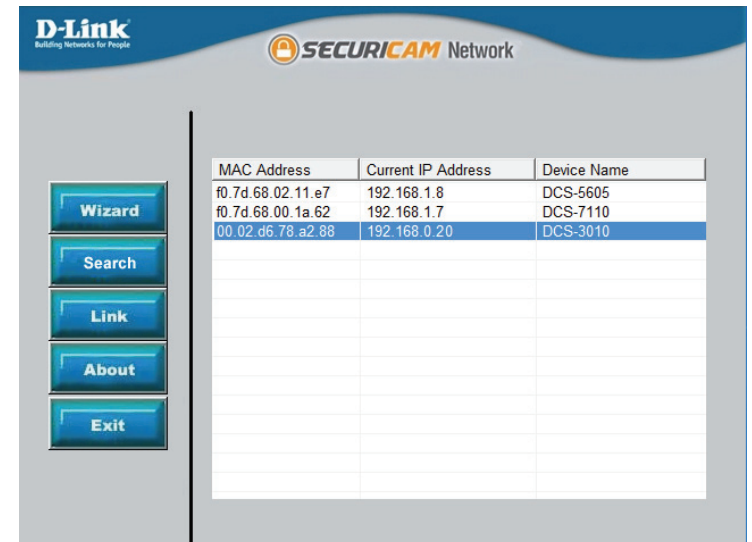 D-Link
Building Networks for People
SECURICAM Network
Wizard
Search
Link
About
Exit
MAC Address Current IP Address Device Name
f0.7d.68.02.11.e7 192.168.1.8 DCS-5605
f0.7d.68.00.1a.62 192.168.1.7 DCS-7110
00.02.d6.78.a2.88 192.168.0.20 DCS-3010